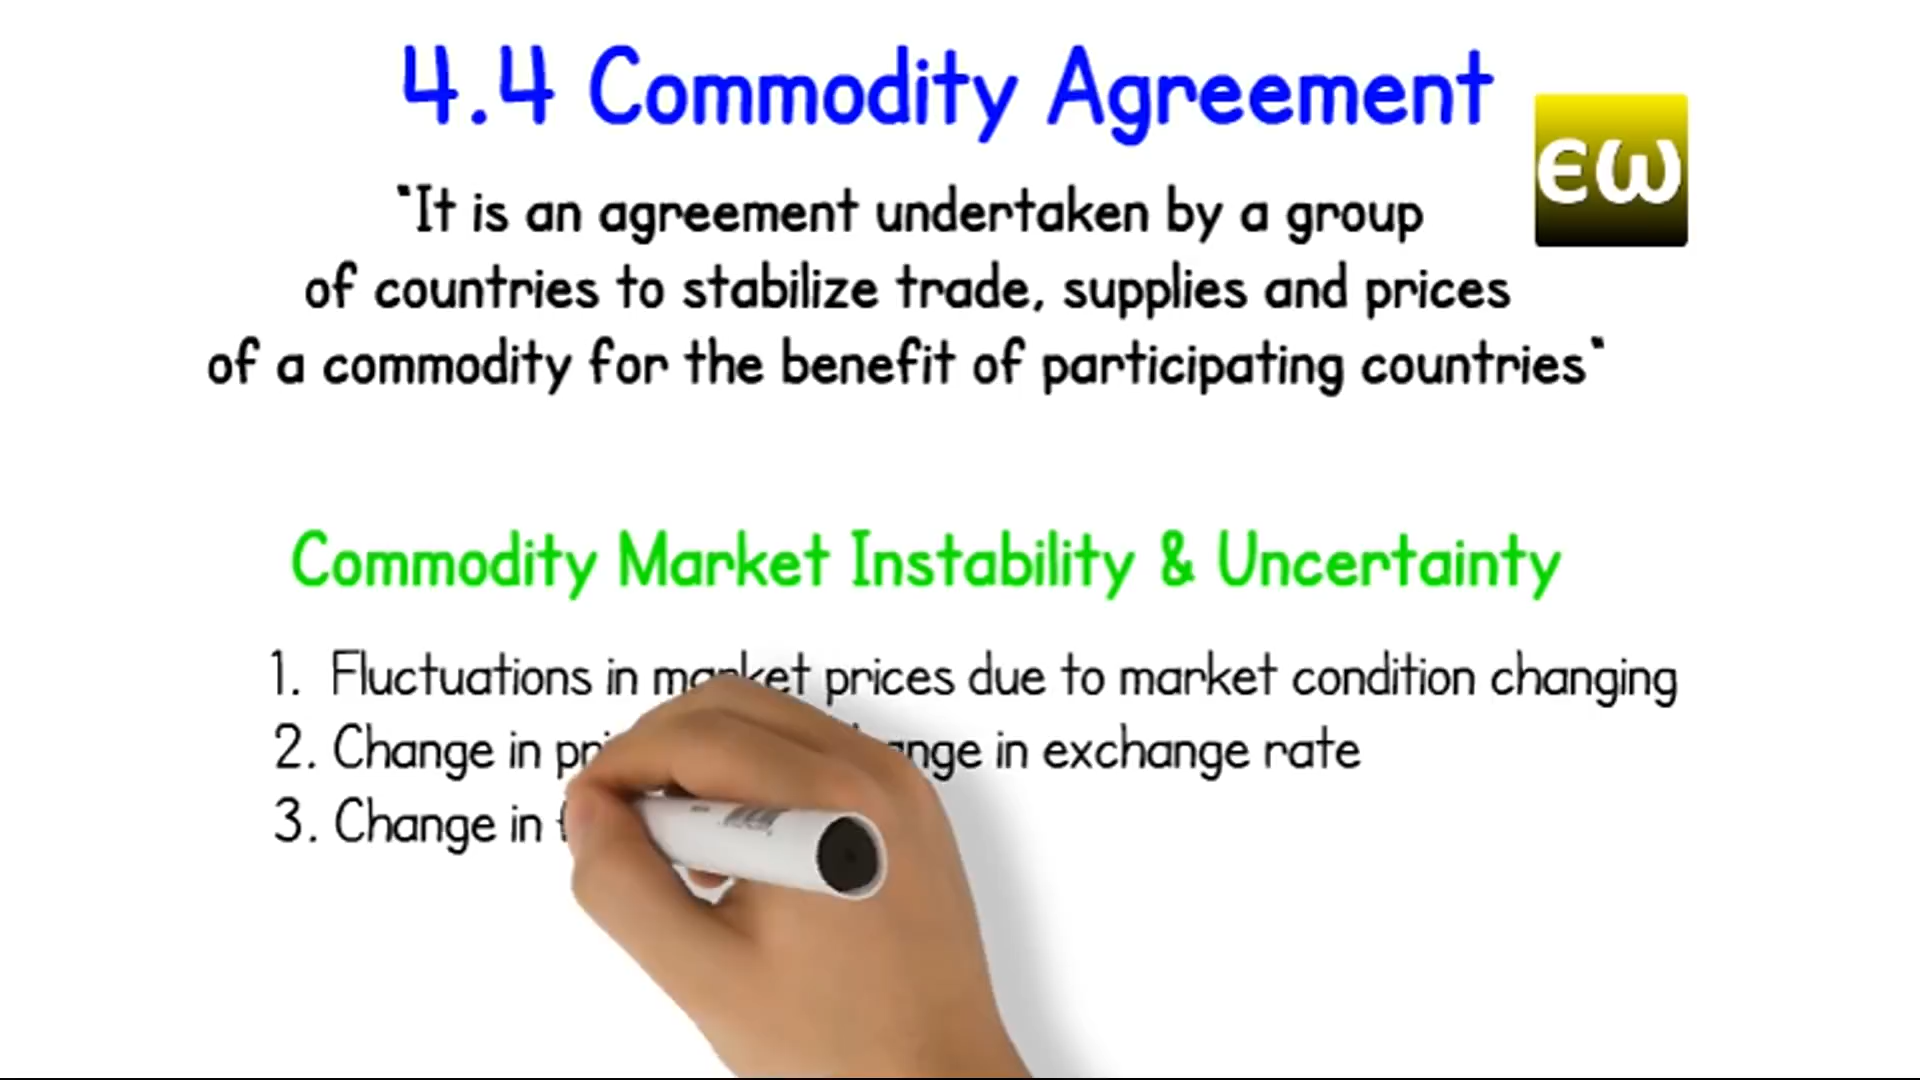 4.4 Commodity Agreement
εω
"It is an agreement undertaken by a group
of countries to stabilize trade, supplies and prices
of a commodity for the benefit of participating countries"
Commodity Market Instability & Uncertainty
1. Fluctuations in market prices due to market condition changing
2. Change in in exchange rate
3. Change in